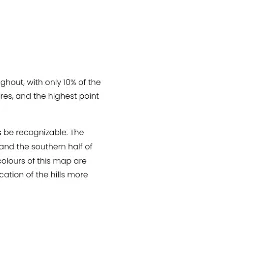 ghout, with only 10% of the
res, and the highest point
s be recognizable. The
and the southern half of
colours of this map are
cation of the hills more